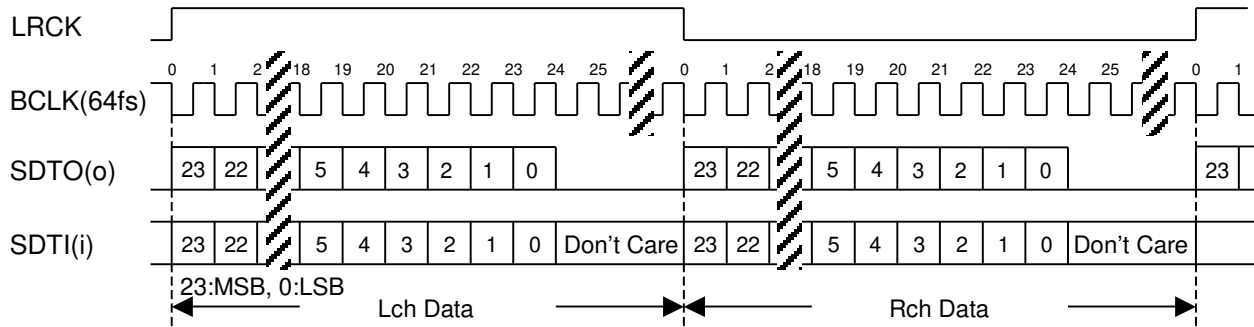 LRCK
0 1 2 18 19 20 21 22 23 24 25 0 1 2 18 19 20 21 22 23 24 25 0 1
BCLK(64fs)
SDTO(o) 23 22 5 4 3 2 1 0 23 22 5 4 3 2 1 0 23
SDTI(i) 23 22 5 4 3 2 1 0 Don't Care 23 22 5 4 3 2 1 0 Don't Care
23:MSB, 0:LSB
Lch Data Rch Data